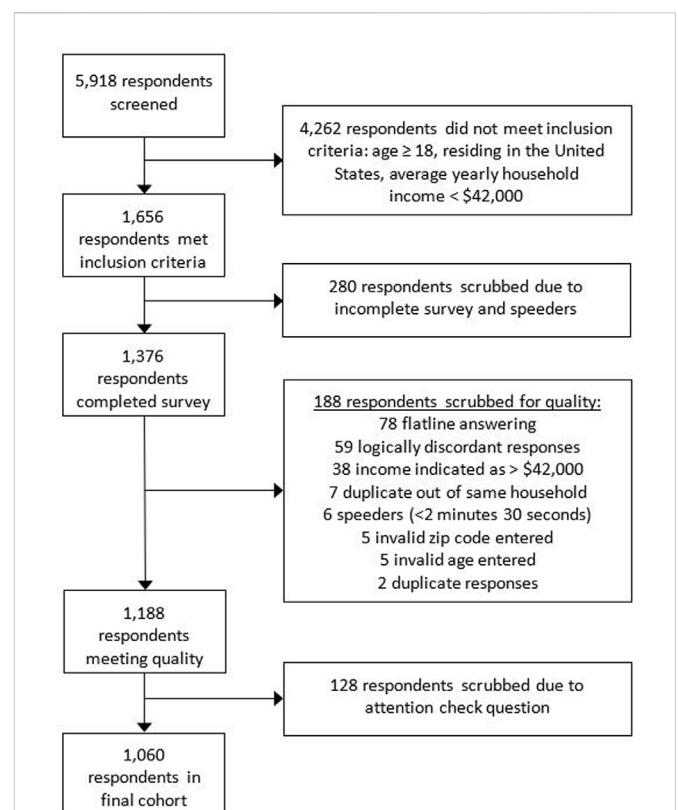 5,918 respondents
screened
4,262 respondents did not meet inclusion
criteria: age ≥ 18, residing in the United
States, average yearly household
income < $42,000
1,656
respondents met
inclusion criteria
280 respondents scrubbed due to
incomplete survey and speeders
1,376
respondents
completed survey
188 respondents scrubbed for quality:
78 flatline answering
59 logically discordant responses
38 income indicated as > $42,000
7 duplicate out of same household
6 speeders (<2 minutes 30 seconds)
5 invalid zip code entered
5 invalid age entered
2 duplicate responses
1,188
respondents
meeting quality
128 respondents scrubbed due to
attention check question
1,060
respondents in
final cohort